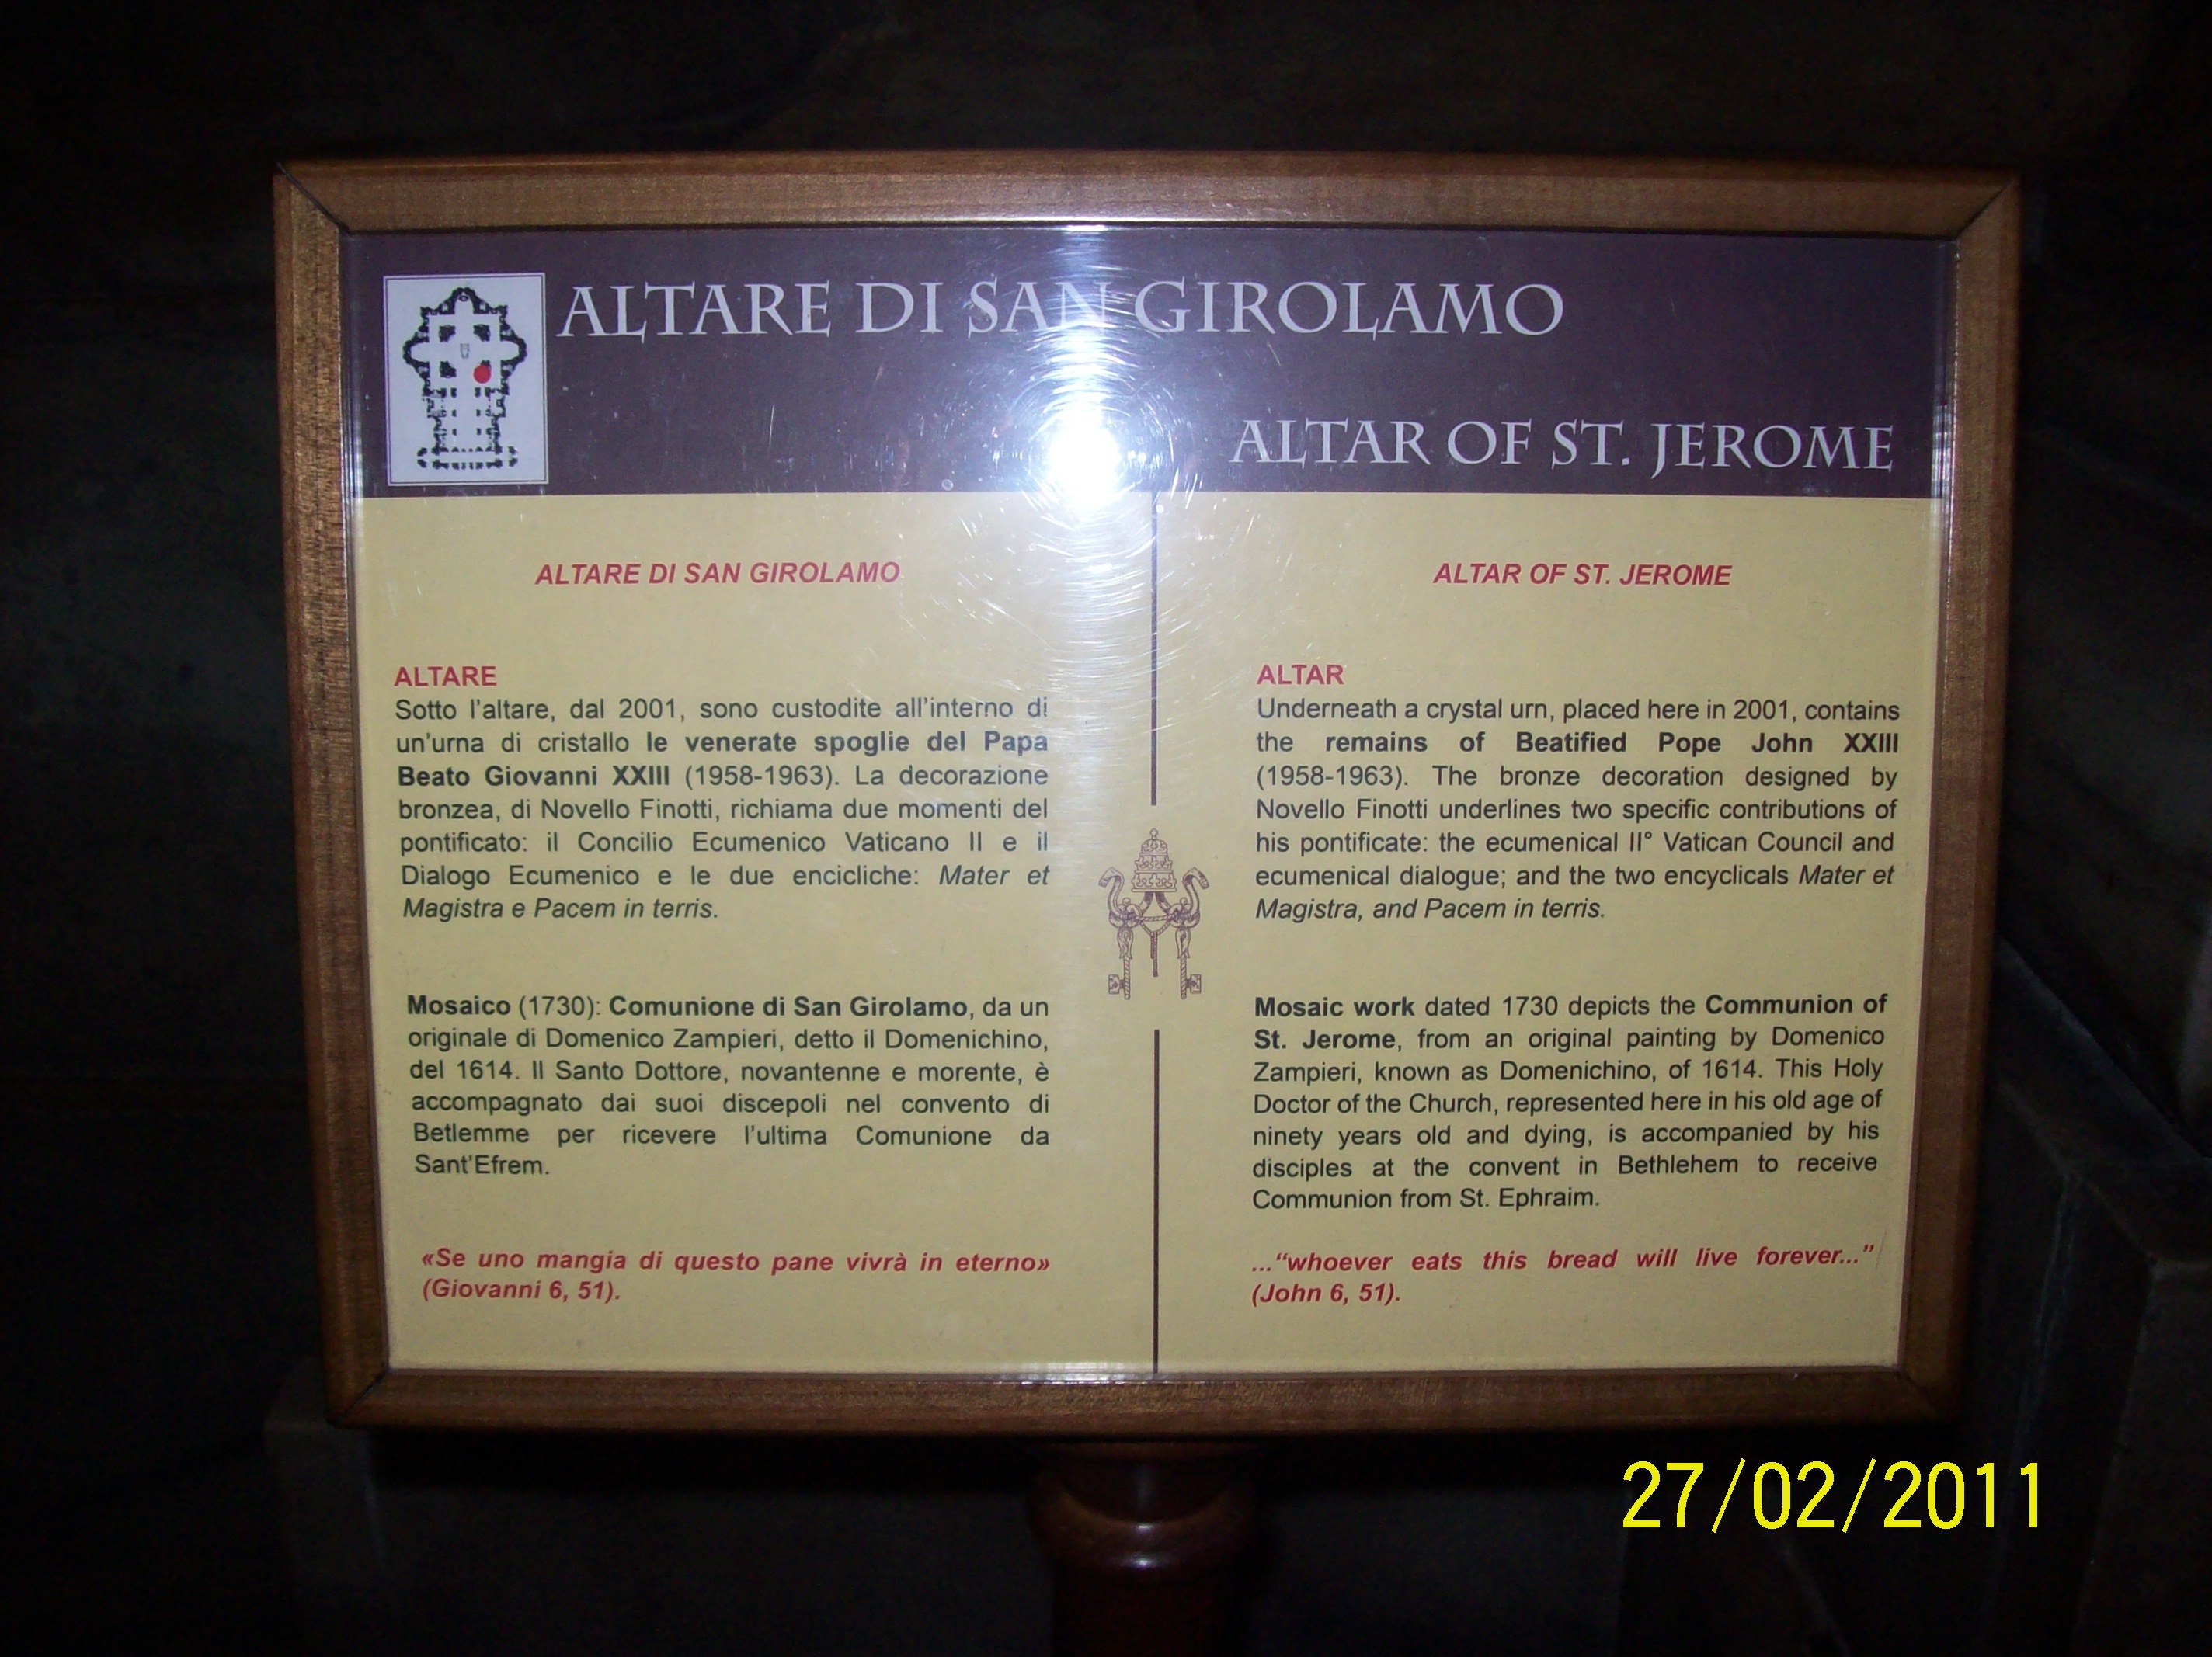 ALTARE DI SAN GIROLAMO
ALTAR OF ST. JEROME
ALTARE DI SAN GIROLAMO
ALTARE
Sotto l'altare, dal 2001, sono custodite all'interno di
un'urna di cristallo le venerate spoglie del Papa
Beato Giovanni XXIII (1958-1963). La decorazione
bronzea, di Novello Finotti, richiama due momenti del
pontificato: il Concilio Ecumenico Vaticano II e il
Dialogo Ecumenico e le due encicliche: Mater et
Magistra e Pacem in terris.
Mosaico (1730): Comunione di San Girolamo, da un
originale di Domenico Zampieri, detto il Domenichino,
del 1614. Il Santo Dottore, novantenne e morente, è
accompagnato dai suoi discepoli nel convento di
Betlemme per ricevere l'ultima Comunione da
Sant'Efrem.
«Se uno mangia di questo pane vivrà in eterno»
(Giovanni 6, 51).
ALTAR OF ST. JEROME
ALTAR
Underneath a crystal urn, placed here in 2001, contains
the remains of Beatified Pope John XXIII
(1958-1963). The bronze decoration designed by
Novello Finotti underlines two specific contributions of
his pontificate: the ecumenical II° Vatican Council and
ecumenical dialogue; and the two encyclicals Mater et
Magistra, and Pacem in terris.
Mosaic work dated 1730 depicts the Communion of
St. Jerome, from an original painting by Domenico
Zampieri, known as Domenichino, of 1614. This Holy
Doctor of the Church, represented here in his old age of
ninety years old and dying, is accompanied by his
disciples at the convent in Bethlehem to receive
Communion from St. Ephraim.
..."whoever eats this bread will live forever..."
(John 6, 51).
27/02/2011